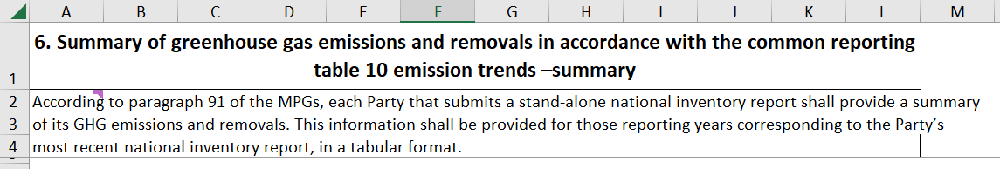 A B C D E F G H I J K L M
1
6. Summary of greenhouse gas emissions and removals in accordance with the common reporting
table 10 emission trends –summary
2 According to paragraph 91 of the MPGs, each Party that submits a stand-alone national inventory report shall provide a summary
3 of its GHG emissions and removals. This information shall be provided for those reporting years corresponding to the Party’s
4 most recent national inventory report, in a tabular format.